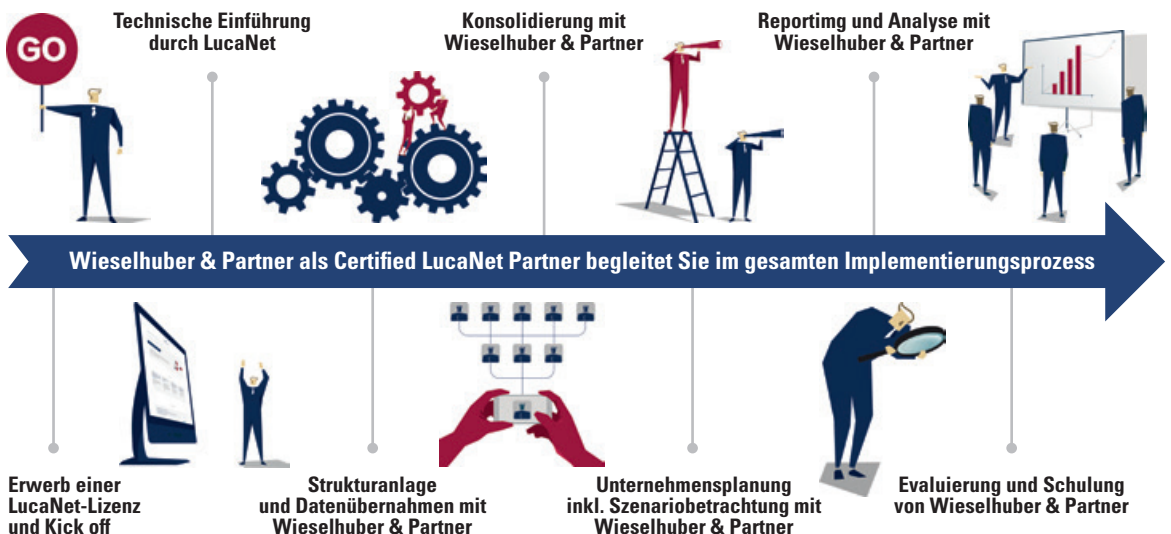 GO
Technische Einführung
durch LucaNet
Konsolidierung mit
Wieselhuber & Partner
Reportimg und Analyse mit
Wieselhuber & Partner
Wieselhuber & Partner als Certified LucaNet Partner begleitet Sie im gesamten Implementierungsprozess
Erwerb einer
LucaNet-Lizenz
und Kick off
Strukturanlage
und Datenübernahmen mit
Wieselhuber & Partner
Unternehmensplanung
inkl. Szenariobetrachtung mit
Wieselhuber & Partner
Evaluierung und Schulung
von Wieselhuber & Partner